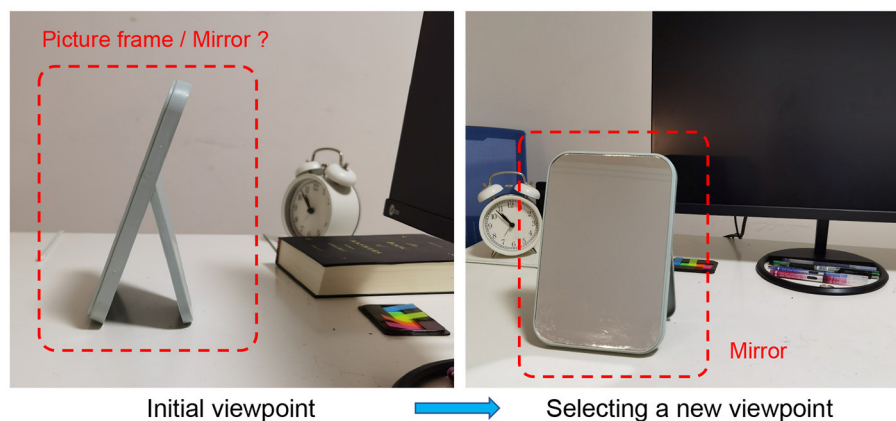 Picture frame / Mirror ?
Mirror
Initial viewpoint
Selecting a new viewpoint